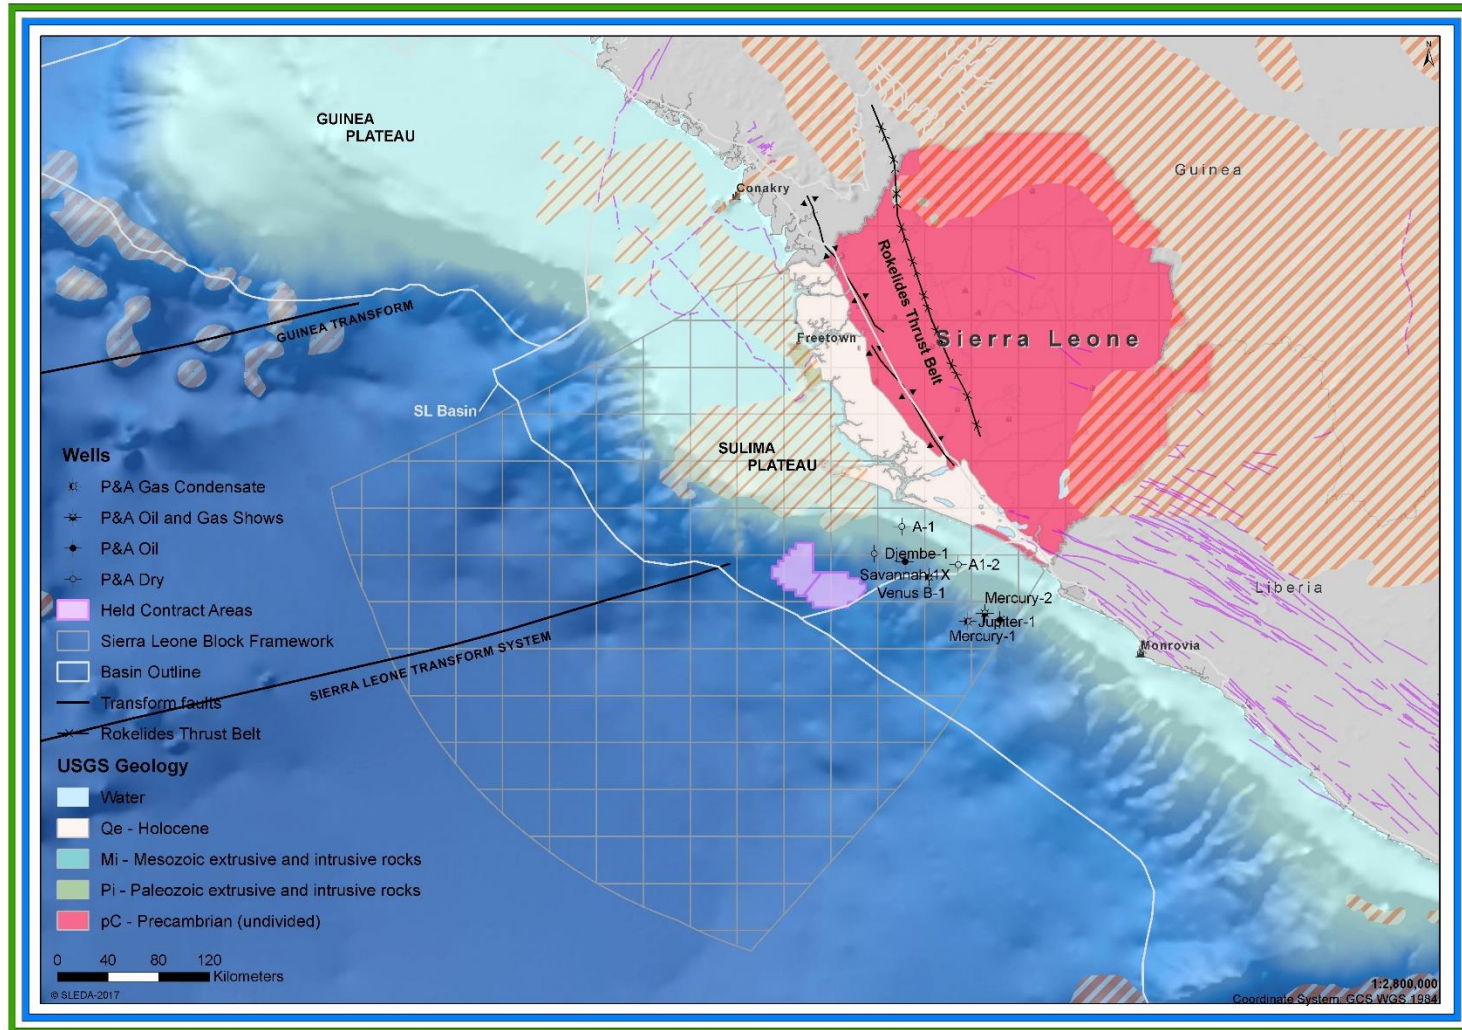 N
GUINEA
PLATEAU
Conakry
Guinea
Rokelides Thrust Belt
Sierra Leone
Freetown
GUINEA TRANSFORM
SL Basin
SULIMA
PLATEAU
A-1
Djembe-1
A1-2
Savannah-1X
Venus B-1
Mercury-2
Jupiter-1
Mercury-1
Liberia
Monrovia
SIERRA LEONE TRANSFORM SYSTEM
Wells
P&A Gas Condensate
P&A Oil and Gas Shows
P&A Oil
P&A Dry
Held Contract Areas
Sierra Leone Block Framework
Basin Outline
Transform faults
Rokelides Thrust Belt
USGS Geology
Water
Qe - Holocene
Mi - Mesozoic extrusive and intrusive rocks
Pi - Paleozoic extrusive and intrusive rocks
pC - Precambrian (undivided)
0 40 80 120
Kilometers
© SLEDA-2017
1:2,800,000
Coordinate System: GCS WGS 1984